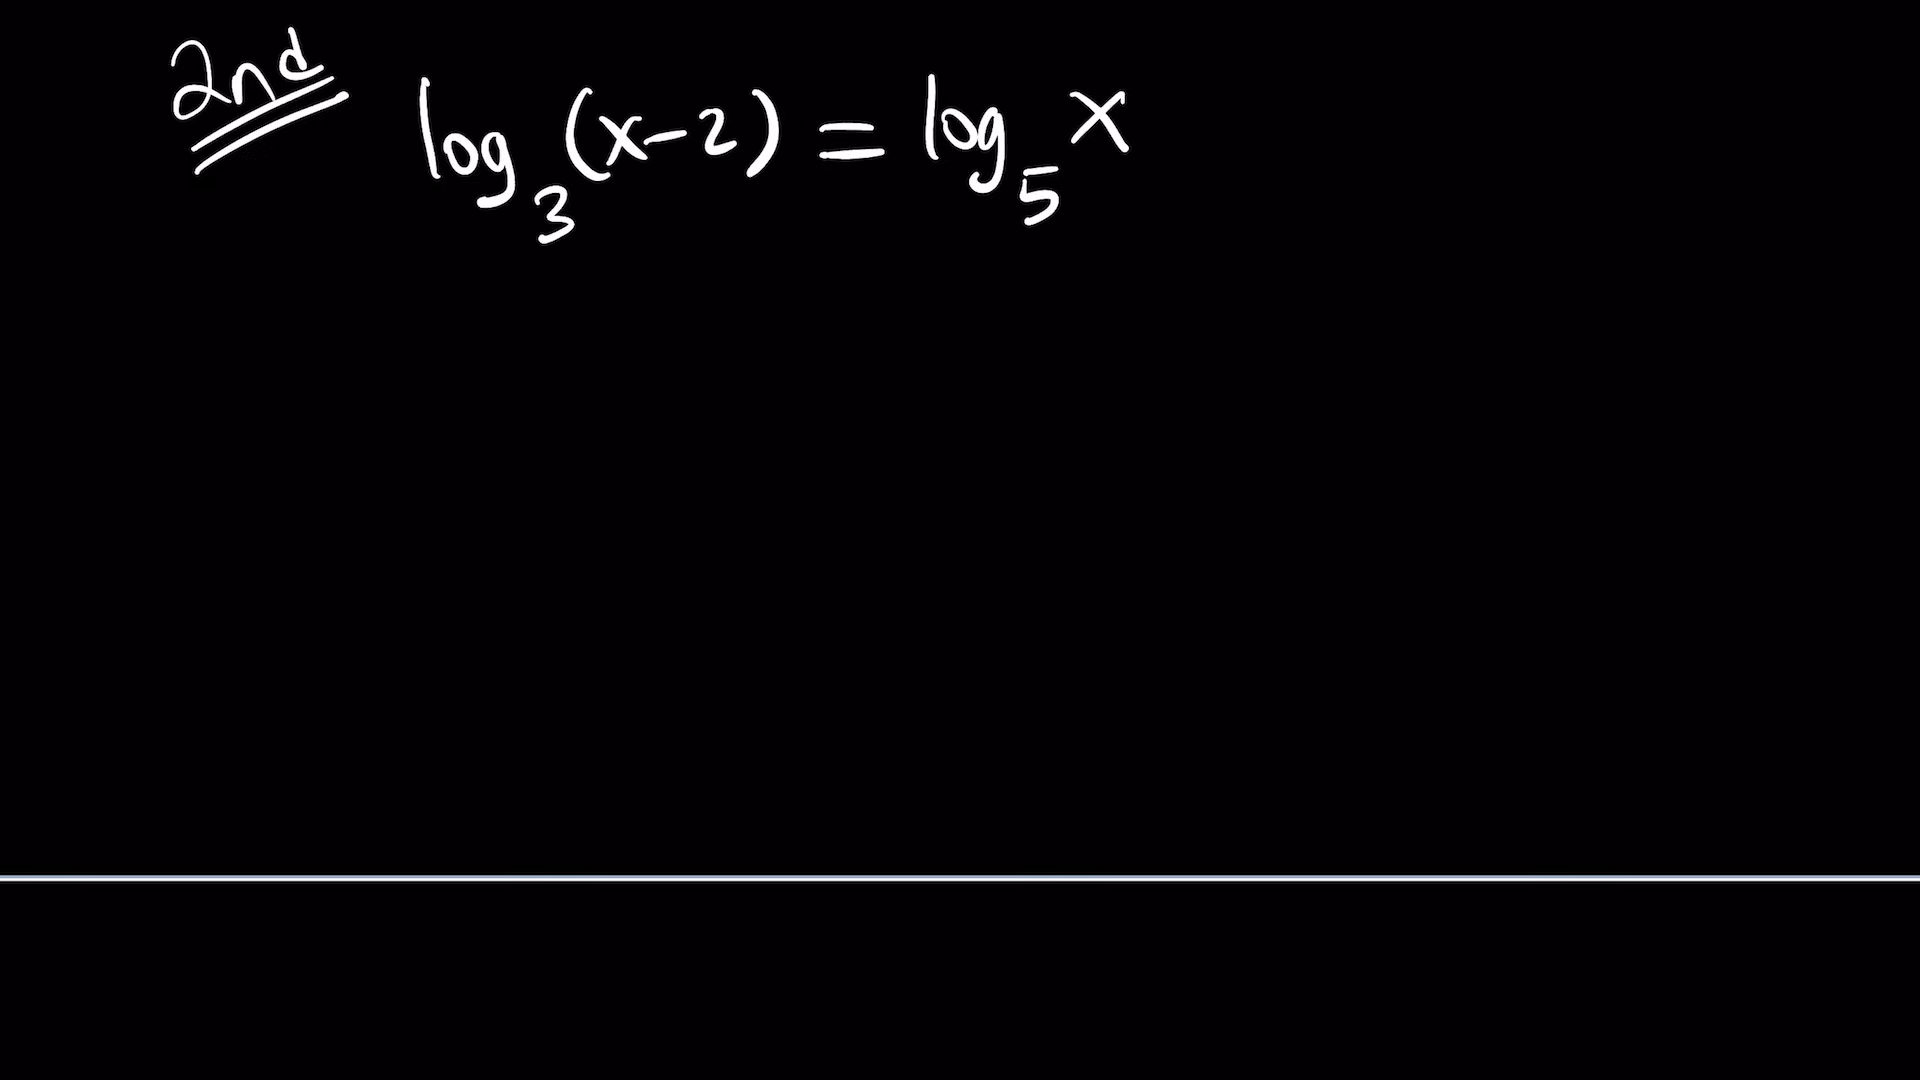 2nd log₃(x-2) = log₅x